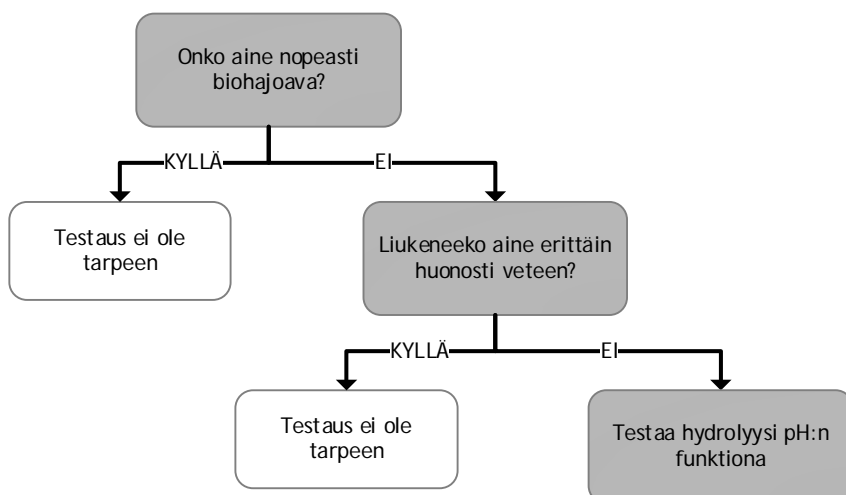 Onko aine nopeasti
biohajoava?
KYLLÄ
EI
Testaus ei ole
tarpeen
Liukeneeko aine erittäin
huonosti veteen?
KYLLÄ
EI
Testaus ei ole
tarpeen
Testaa hydrolyysi pH:n
funktiona